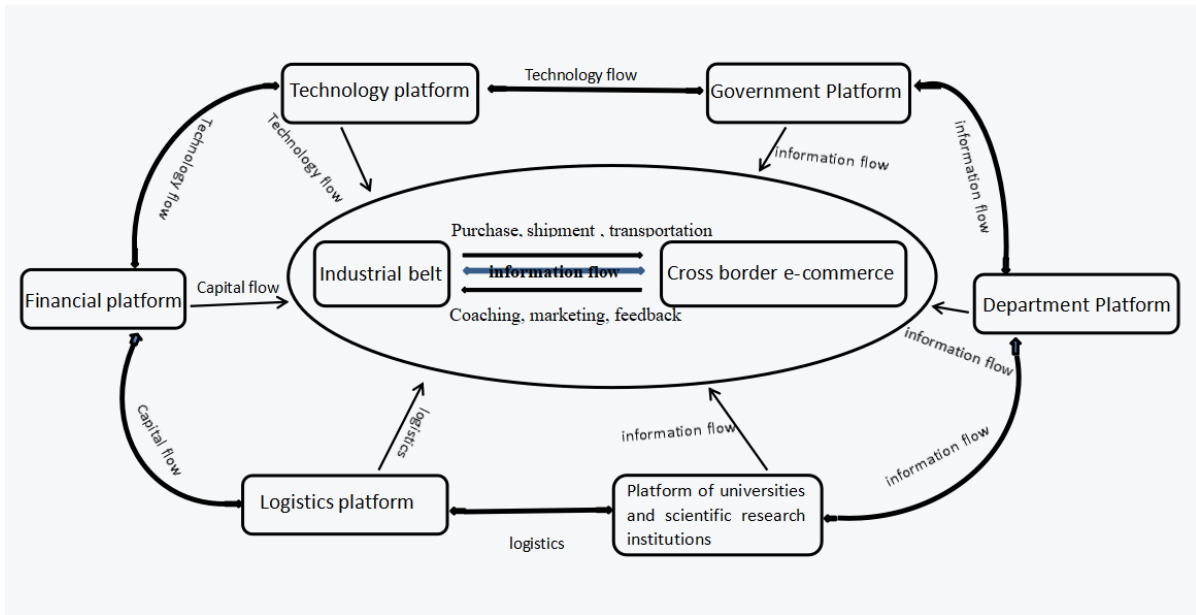 Technology platform
Technology flow
Government Platform
Technology flow
Technology flow
information flow
information flow
Purchase, shipment , transportation
Industrial belt
information flow
Cross border e-commerce
Coaching, marketing, feedback
Financial platform
Capital flow
Department Platform
information flow
Capital flow
logistics
information flow
information flow
Logistics platform
logistics
Platform of universities
and scientific research
institutions